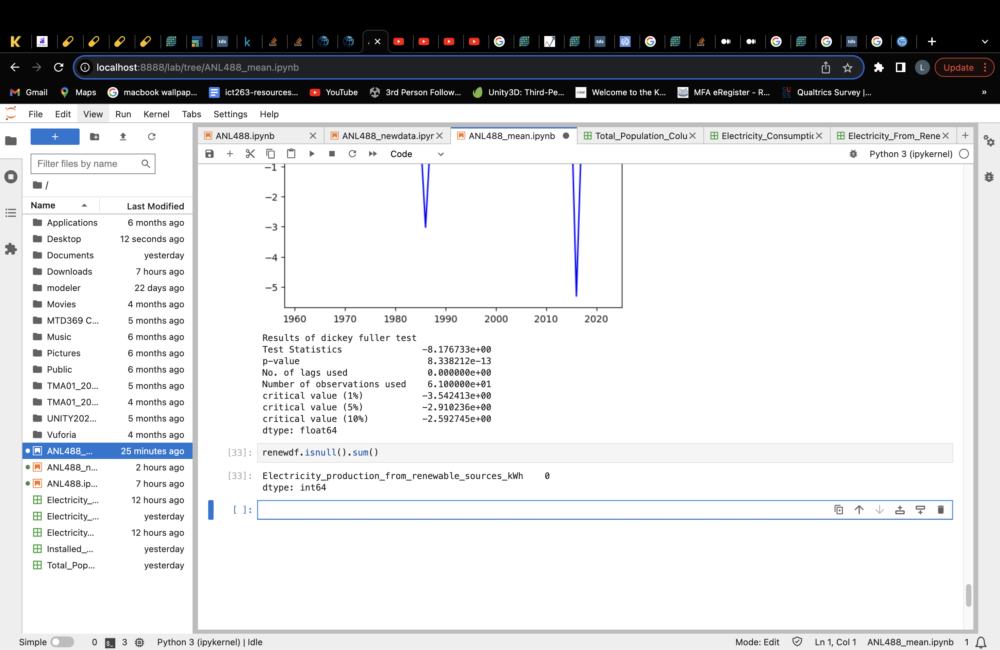 K tds k tds tds
localhost:8888/lab/tree/ANL488_mean.ipynb L Update
Gmail Maps macbook wallpap... ict263-resources... YouTube 3rd Person Follow... Unity3D: Third-Pe... Welcome to the K... MFA eRegister - R... SUSS Qualtrics Survey |... »
File Edit View Run Kernel Tabs Settings Help
ANL488.ipynb ANL488_newdata.ipyr ANL488_mean.ipynb Total_Population_Colu Electricity_Consumptic Electricity_From_Rene
Code Python 3 (ipykernel)
Filter files by name
/
Name Last Modified
Applications 6 months ago
Desktop 12 seconds ago
Documents yesterday
Downloads 7 hours ago
modeler 22 days ago
Movies 4 months ago
MTD369 C... 5 months ago
Music 6 months ago
Pictures 6 months ago
Public 6 months ago
TMA01_20... 5 months ago
TMA01_20... 4 months ago
UNITY202... 5 months ago
Vuforia 4 months ago
ANL488_... 25 minutes ago
ANL488_n... 2 hours ago
ANL488.ip... 7 hours ago
Electricity_... 12 hours ago
Electricity_... yesterday
Electricity... 12 hours ago
Installed_... yesterday
Total_Pop... yesterday
−1
−2
−3
−4
−5
1960 1970 1980 1990 2000 2010 2020
Results of dickey fuller test
Test Statistics -8.176733e+00
p-value 8.338212e-13
No. of lags used 0.000000e+00
Number of observations used 6.100000e+01
critical value (1%) -3.542413e+00
critical value (5%) -2.910236e+00
critical value (10%) -2.592745e+00
dtype: float64
[33]: renewdf.isnull().sum()
[33]: Electricity_production_from_renewable_sources_kWh 0
dtype: int64
[ ]:
Simple 0 $_ 3 Python 3 (ipykernel) | Idle Mode: Edit Ln 1, Col 1 ANL488_mean.ipynb 1